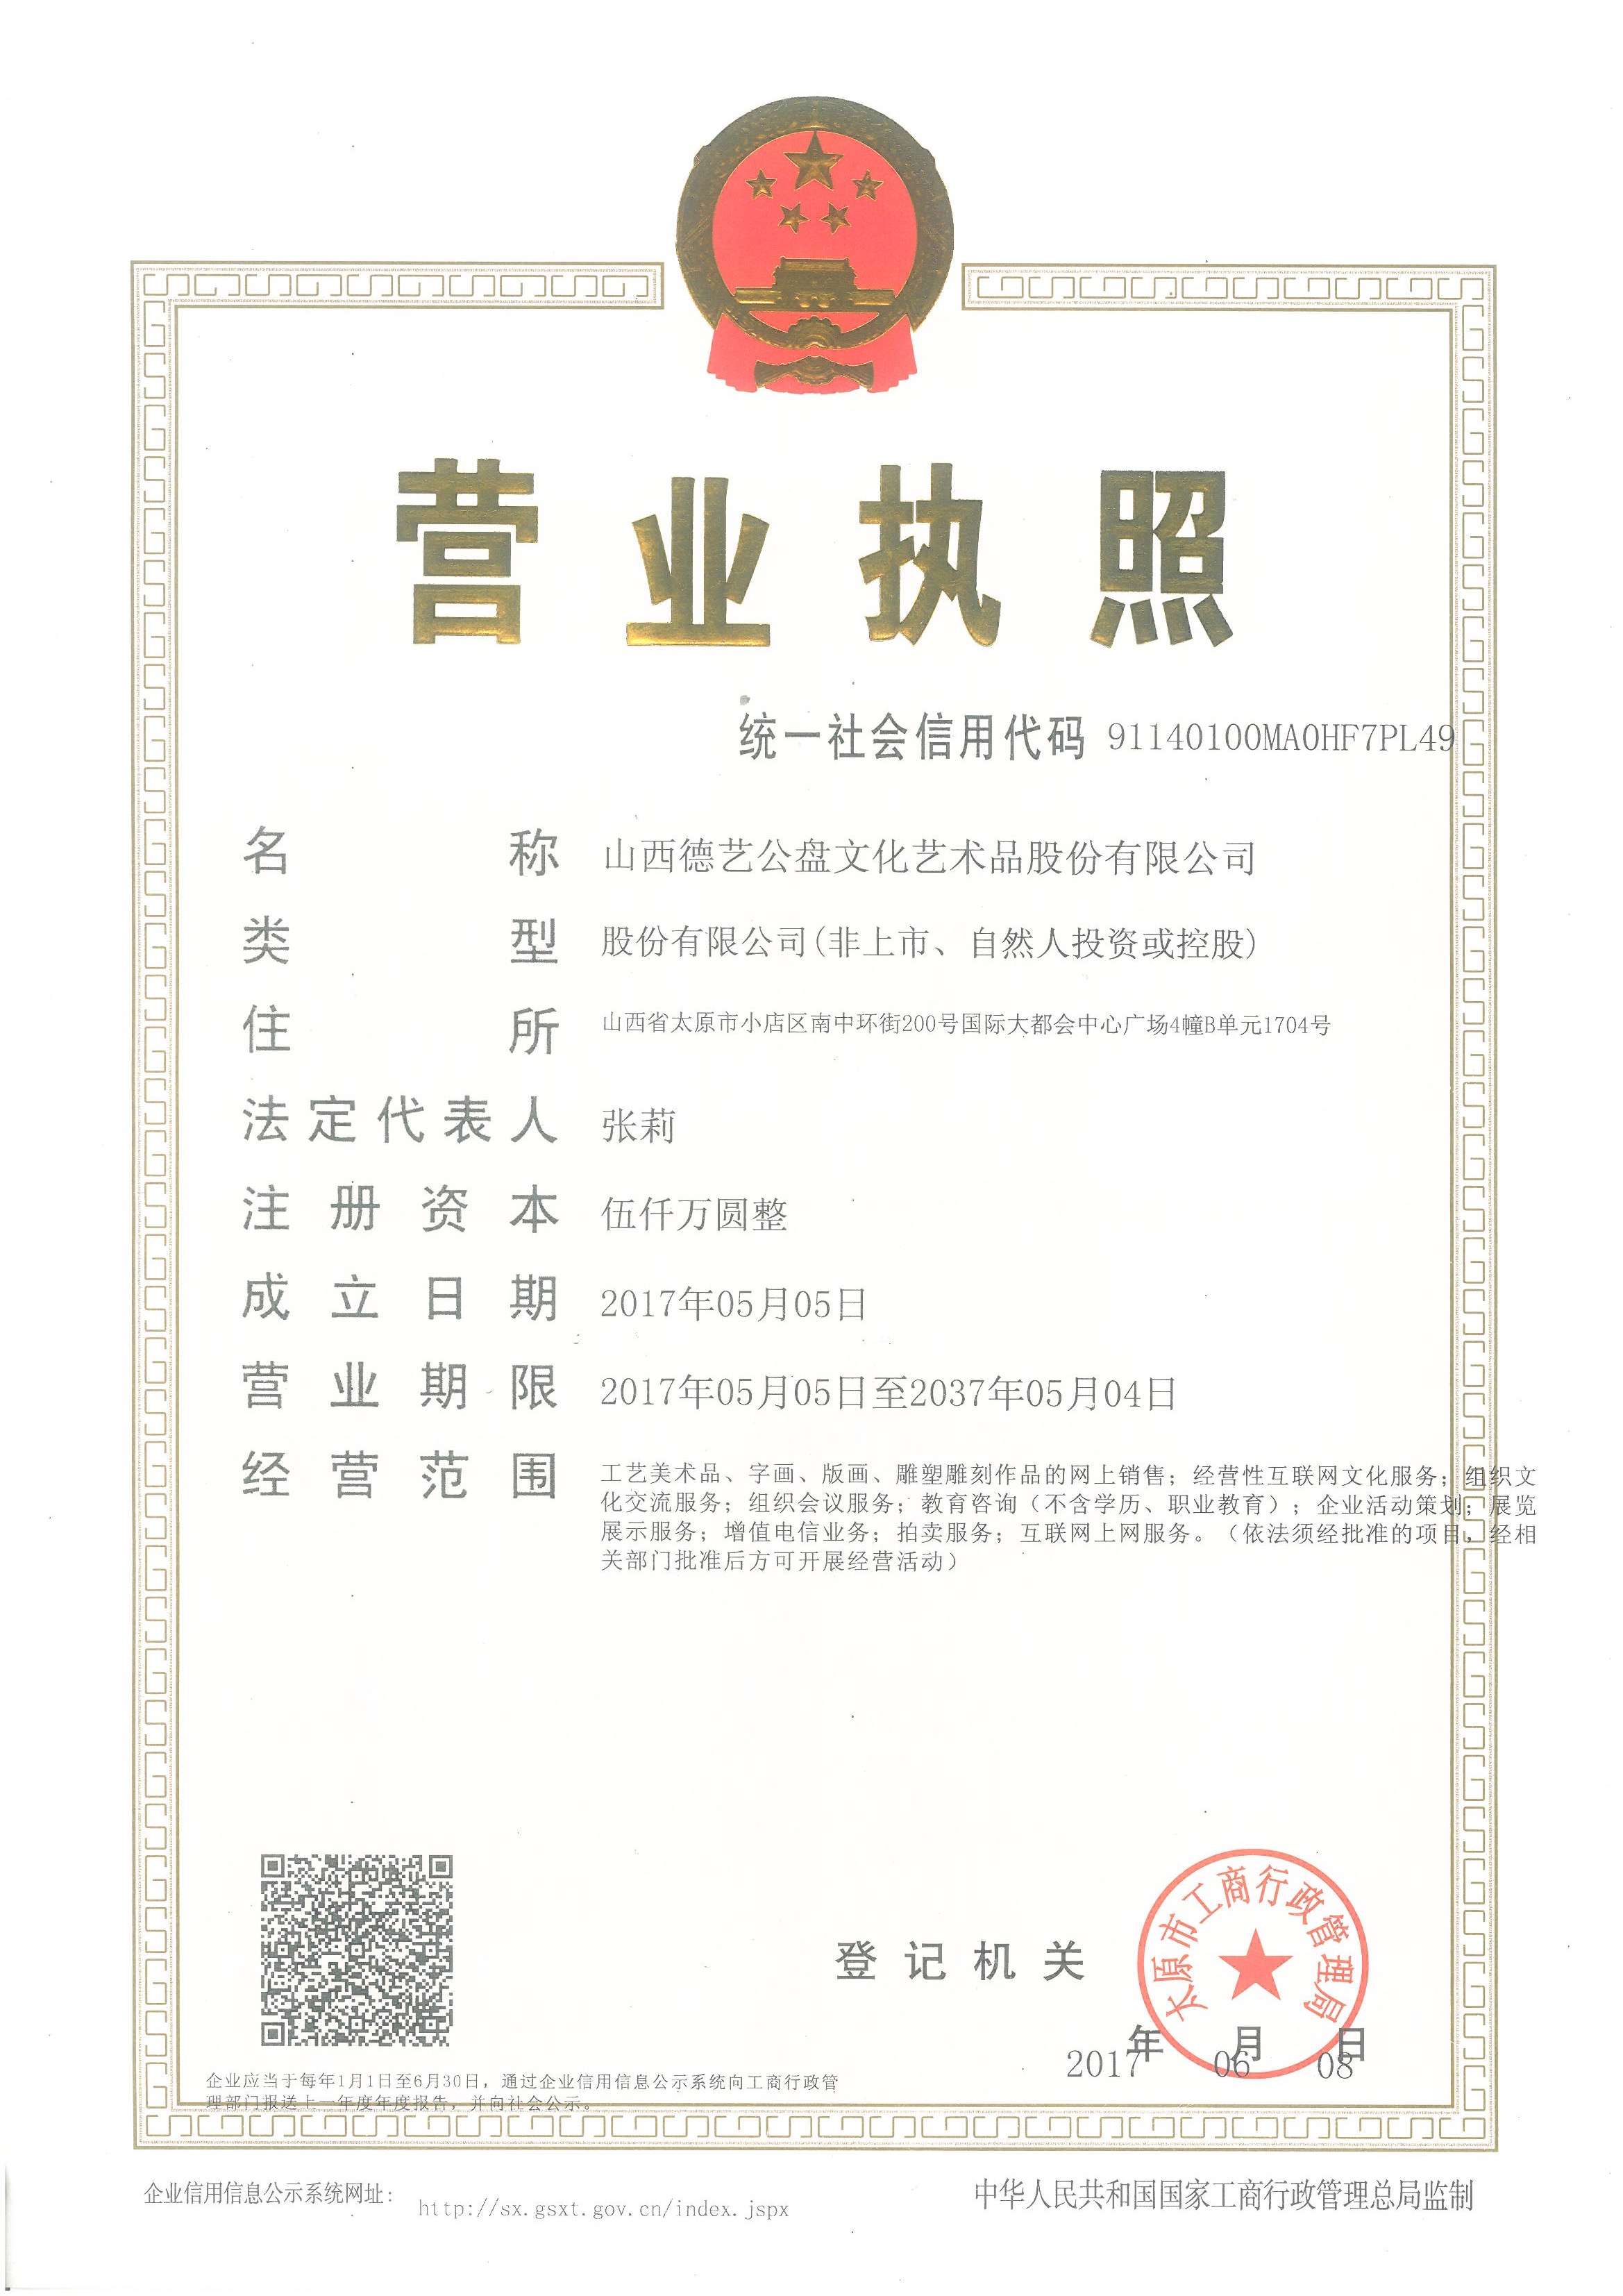 营业执照
统一社会信用代码 91140100MA0HF7PL49
名称 山西德艺公盘文化艺术品股份有限公司
类型 股份有限公司(非上市、自然人投资或控股)
住所 山西省太原市小店区南中环街200号国际大都会中心广场4幢B单元1704号
法定代表人 张莉
注册资本 伍仟万圆整
成立日期 2017年05月05日
营业期限 2017年05月05日至2037年05月04日
经营范围 工艺美术品、字画、版画、雕塑雕刻作品的网上销售；经营性互联网文化服务；组织文
化交流服务；组织会议服务；教育咨询（不含学历、职业教育）；企业活动策划；展览
展示服务；增值电信业务；拍卖服务；互联网上网服务。（依法须经批准的项目，经相
关部门批准后方可开展经营活动）
太原市工商行政管理局
登记机关
2017年06月08日
企业应当于每年1月1日至6月30日，通过企业信用信息公示系统向工商行政管
理部门报送上一年度年度报告，并向社会公示。
企业信用信息公示系统网址： http://sx.gsxt.gov.cn/index.jspx
中华人民共和国国家工商行政管理总局监制